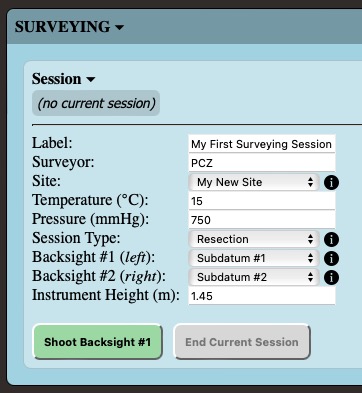 SURVEYING
Session
(no current session)
Label: My First Surveying Session
Surveyor: PCZ
Site: My New Site
Temperature (°C): 15
Pressure (mmHg): 750
Session Type: Resection
Backsight #1 (left): Subdatum #1
Backsight #2 (right): Subdatum #2
Instrument Height (m): 1.45
Shoot Backsight #1 End Current Session